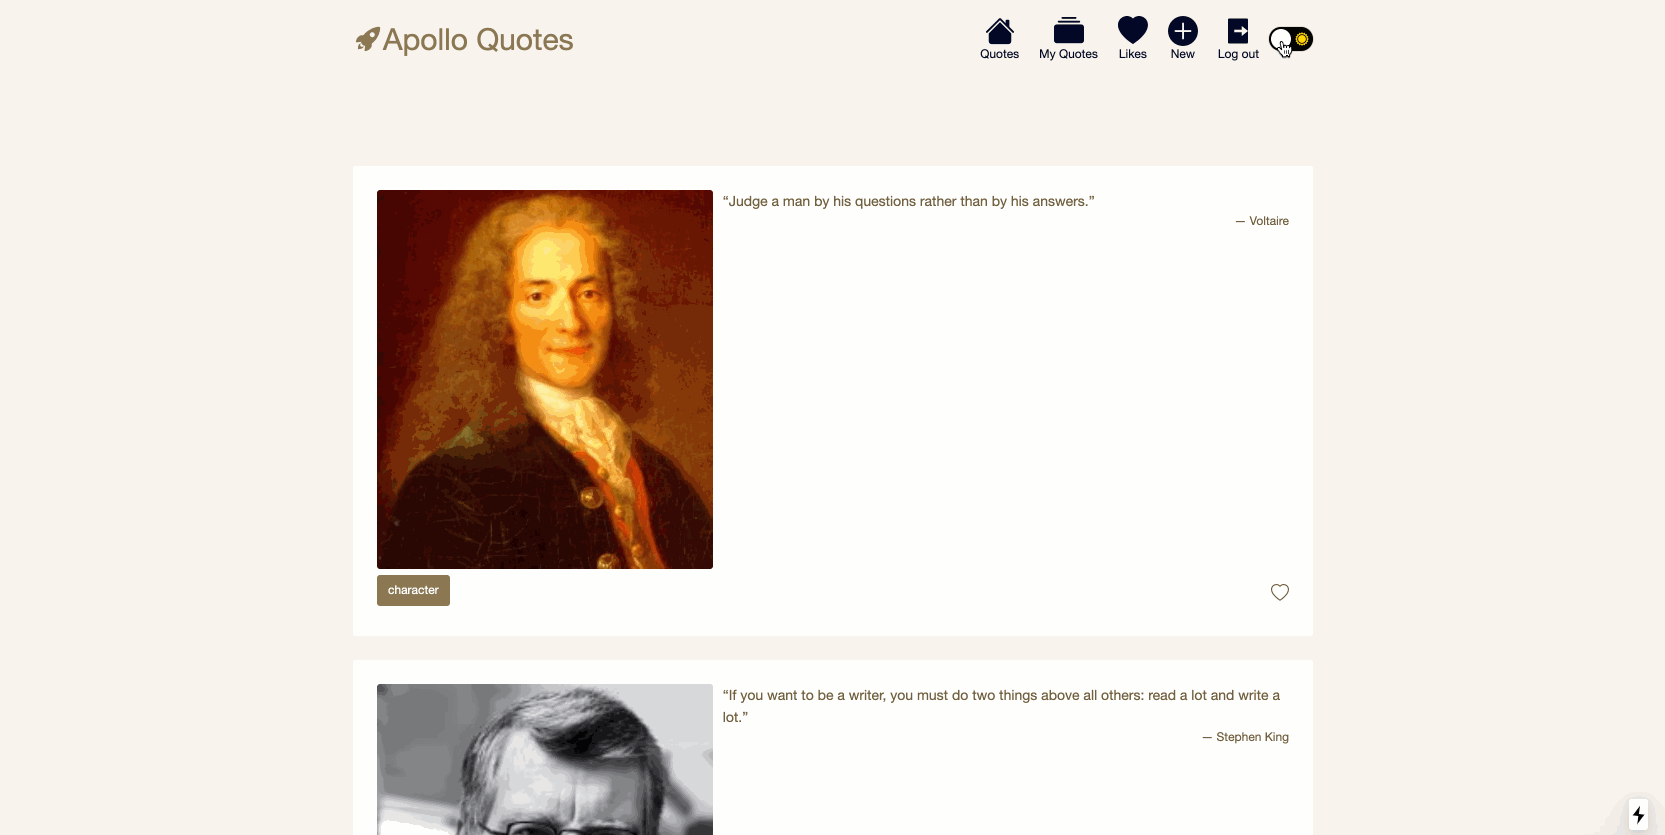 Apollo Quotes
Quotes
My Quotes
Likes
New
Log out
“Judge a man by his questions rather than by his answers.”
— Voltaire
character
“If you want to be a writer, you must do two things above all others: read a lot and write a
lot.”
— Stephen King